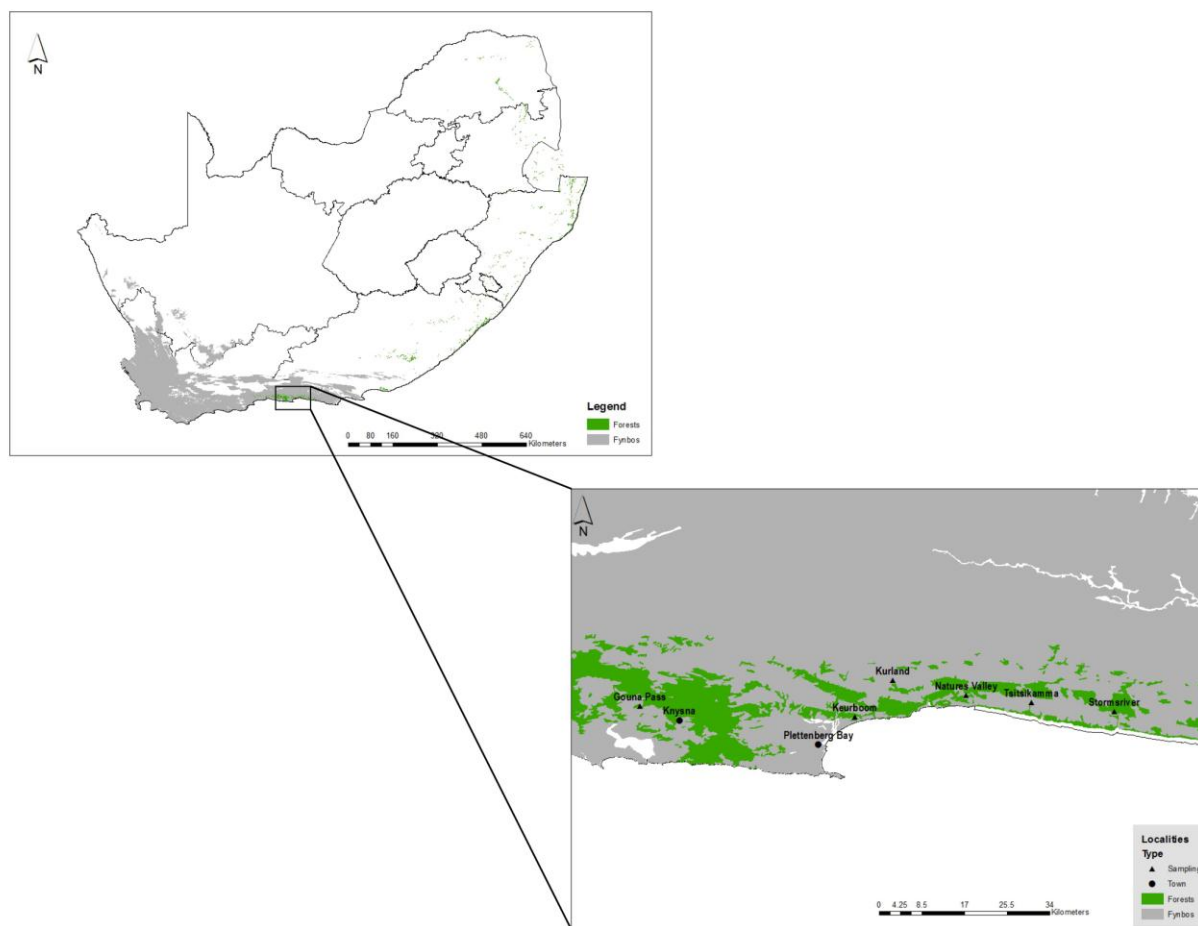 N
Legend
Forests
Fynbos
0 80 160 320 480 640
Kilometers
N
Kurland
Natures Valley
Tsitsikamma
Gouna Pass
Stormsriver
Keurboom
Knysna
Plettenberg Bay
Localities
Type
Sampling
Town
Forests
Fynbos
0 4.25 8.5 17 25.5 34
Kilometers